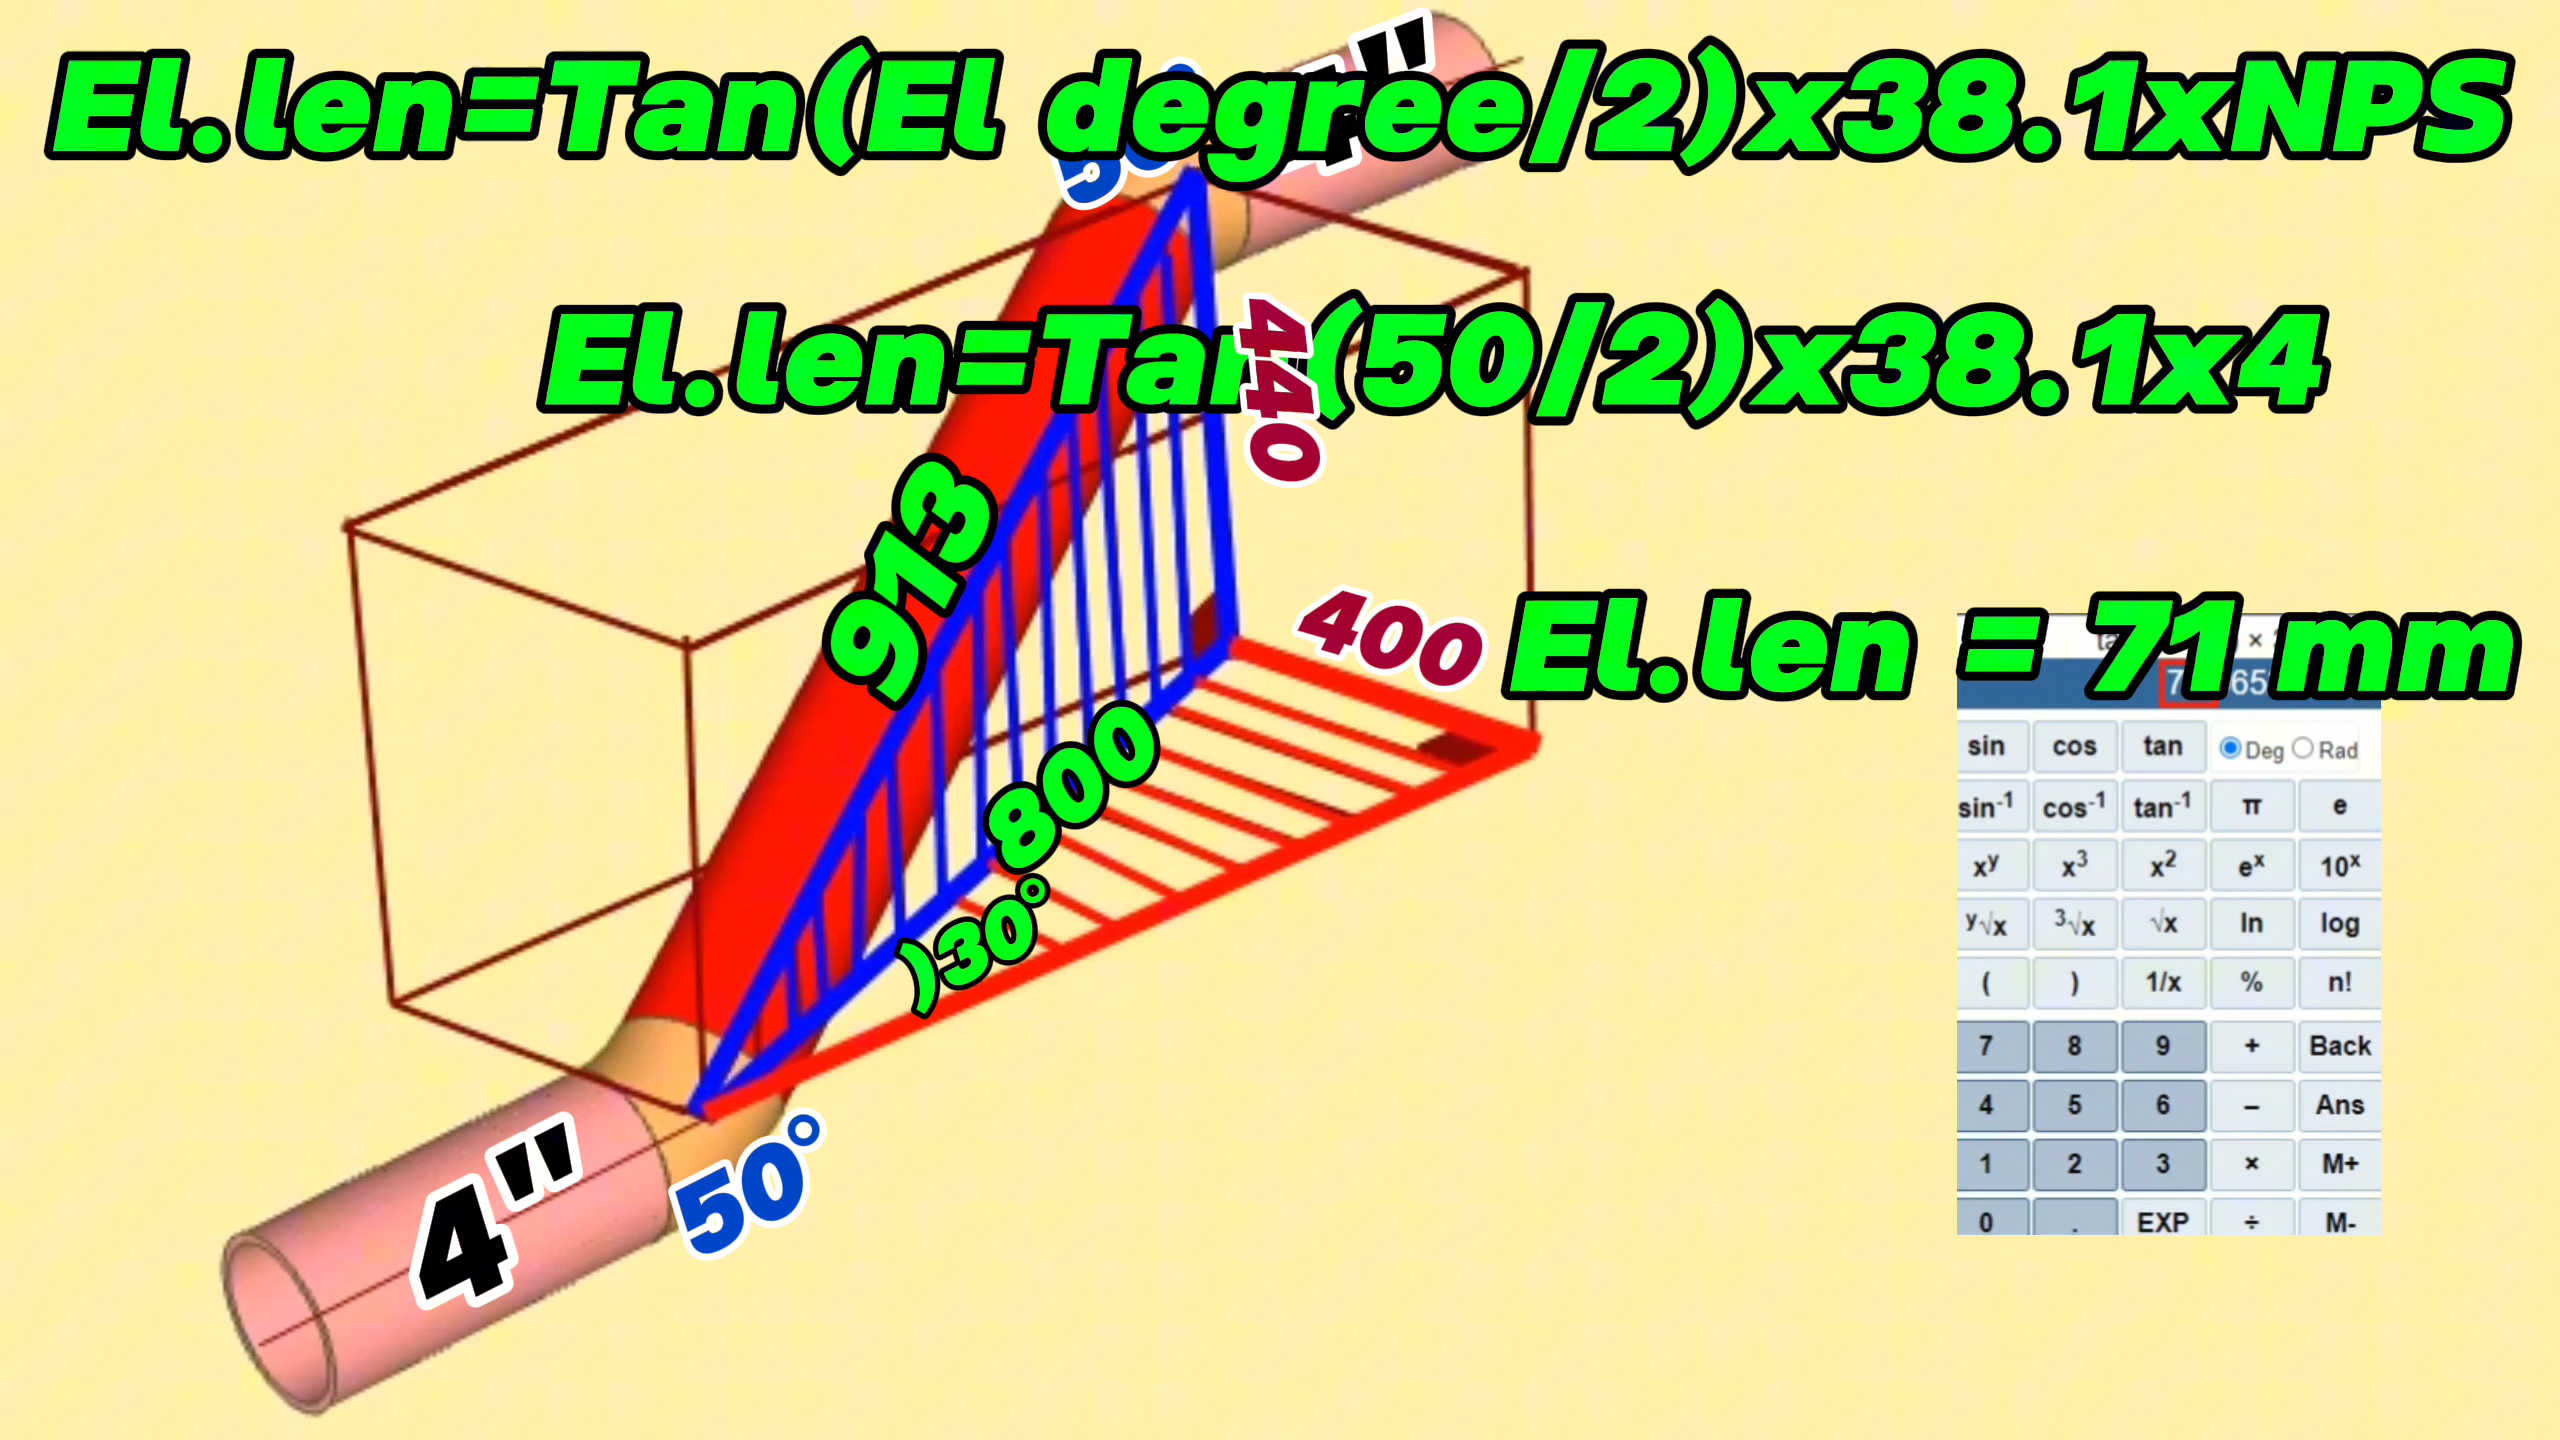 El.len=Tan(El degree/2)x38.1xNPS
El.len=Tan(50/2)x38.1x4
440
913
400
El.len = 71 mm
800
)30°
50°
4"
sin cos tan Deg Rad
sin-1 cos-1 tan-1 π e
xy x3 x2 ex 10x
y√x 3√x √x ln log
( ) 1/x % n!
7 8 9 + Back
4 5 6 – Ans
1 2 3 × M+
0 . EXP ÷ M-